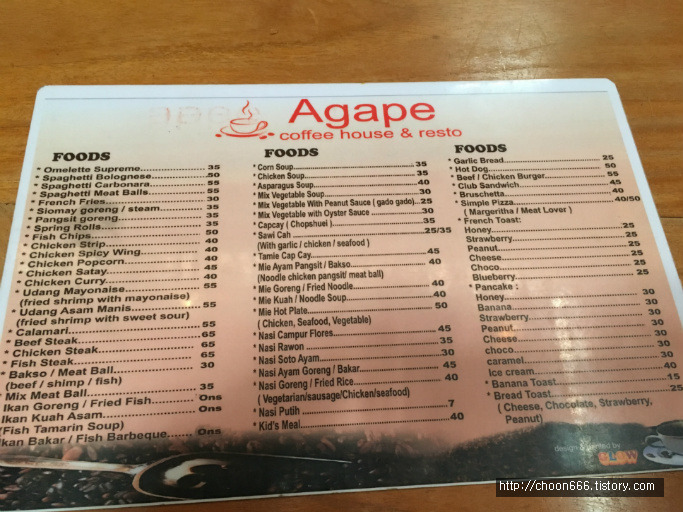 Agape
coffee house & resto
FOODS
* Omelette Supreme 35
* Spaghetti Bolognese 50
* Spaghetti Carbonara 55
* Spaghetti Meat Balls 55
* French Fries 30
* Siomay goreng / steam 35
* Pangsit goreng 35
* Spring Rolls 35
* Fish Chips 50
* Chicken Strip 40
* Chicken Spicy Wing 40
* Chicken Popcorn 40
* Chicken Satay 45
* Chicken Curry 40
* Udang Mayonaise 55
(fried shrimp with mayonaise)
* Udang Asam Manis 55
(fried shrimp with sweet sour)
* Calamari 55
* Beef Steak 65
* Chicken Steak 65
* Fish Steak 65
* Bakso / Meat Ball 30
(beef / shimp / fish)
* Mix Meat Ball 35
Ikan Goreng / Fried Fish Ons
Ikan Kuah Asam Ons
(Fish Tamarin Soup)
Ikan Bakar / Fish Barbeque Ons
FOODS
* Corn Soup 35
* Chicken Soup 35
* Asparagus Soup 40
* Mix Vegetable Soup 30
* Mix Vegetable With Peanut Sauce ( gado gado) 25
* Mix Vegetable with Oyster Sauce 30
* Capcay ( Chopshuei ) 35
* Sawi Cah 25/35
(With garlic / chicken / seafood )
* Tamie Cap Cay 45
* Mie Ayam Pangsit / Bakso 40
(Noodle chicken pangsit/ meat ball)
* Mie Goreng / Fried Noodle 40
* Mie Kuah / Noodle Soup 40
* Mie Hot Plate 50
( Chicken, Seafood, Vegetable)
* Nasi Campur Flores 45
* Nasi Rawon 35
* Nasi Soto Ayam 30
* Nasi Ayam Goreng / Bakar 45
* Nasi Goreng / Fried Rice 40
( Vegetarian/sausage/Chicken/seafood)
* Nasi Putih 7
* Kid's Meal 40
FOODS
* Garlic Bread 25
* Hot Dog 50
* Beef / Chicken Burger 55
* Club Sandwich 45
* Bruschetta 40
* Simple Pizza 40/50
( Margeritha / Meat Lover )
* French Toast:
Honey 25
Strawberry 25
Peanut 25
Cheese 25
Choco 25
Blueberry 25
* Pancake :
Honey 30
Banana 30
Strawberry 30
Peanut 30
Cheese 30
choco 30
caramel 30
Ice cream 40
* Banana Toast 15
* Bread Toast 25
( Cheese, Chocolate, Strawberry,
Peanut)
http://choon666.tistory.com